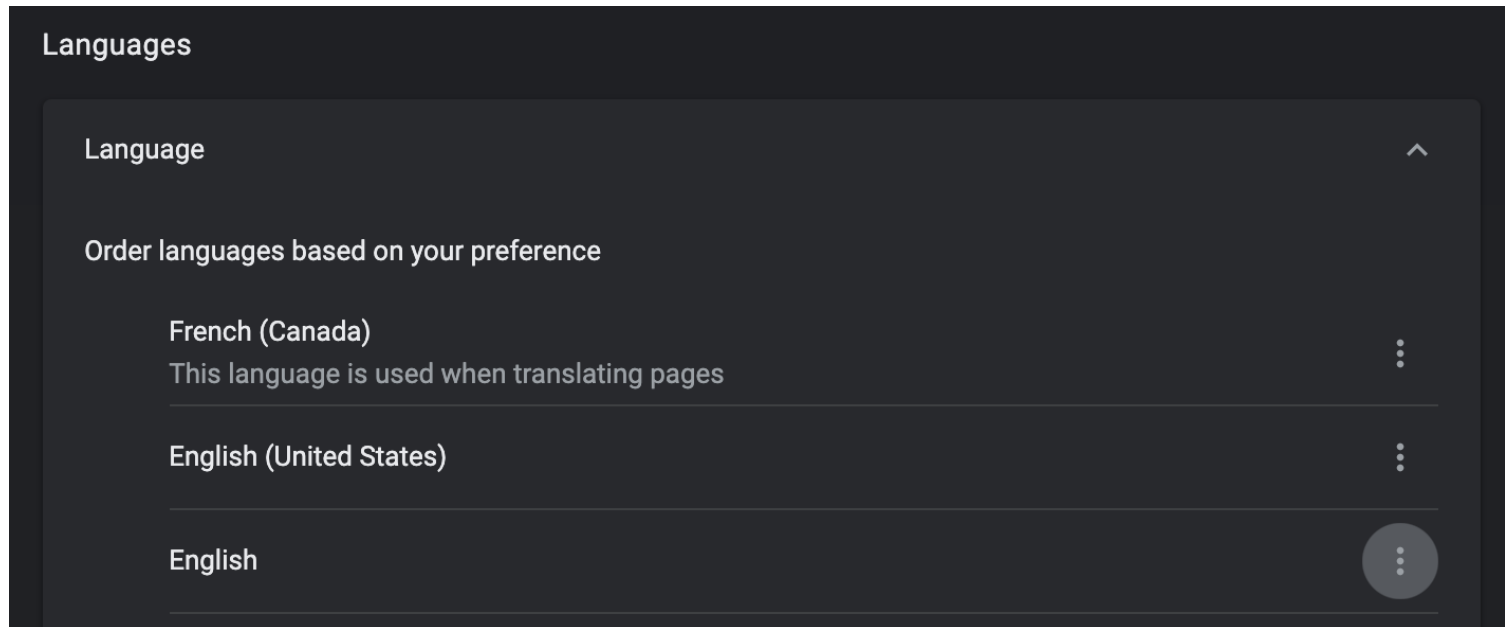 Languages
Language
Order languages based on your preference
French (Canada)
This language is used when translating pages
English (United States)
English